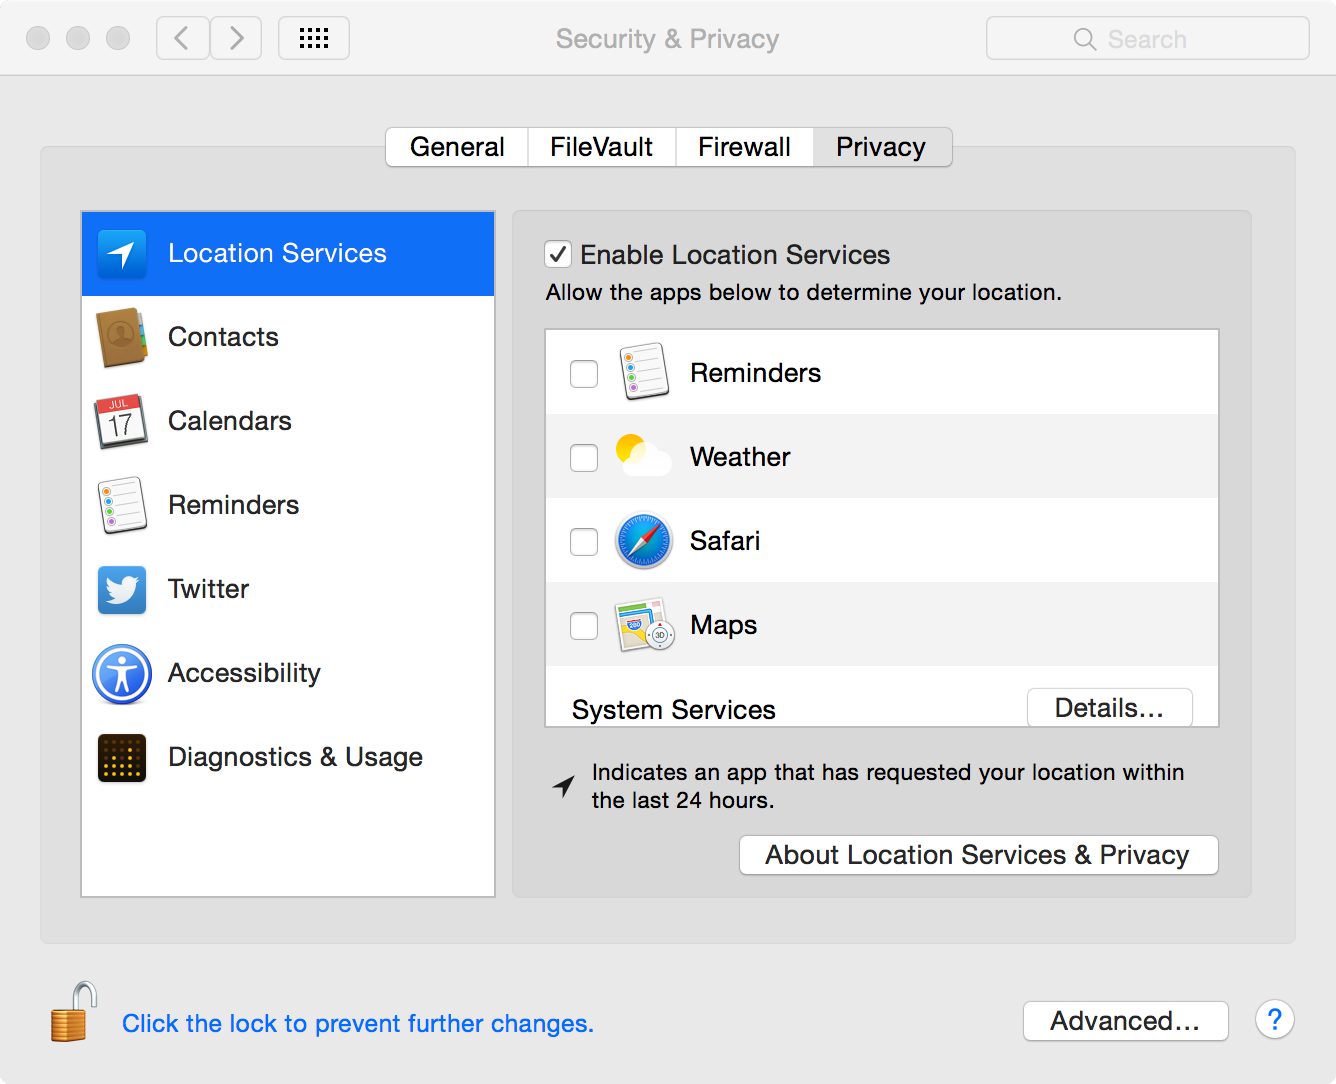 Security & Privacy
Search
General
FileVault
Firewall
Privacy
Location Services
Contacts
JUL
17
Calendars
Reminders
Twitter
Accessibility
Diagnostics & Usage
Enable Location Services
Allow the apps below to determine your location.
Reminders
Weather
Safari
280
3D
Maps
System Services
Details...
Indicates an app that has requested your location within
the last 24 hours.
About Location Services & Privacy
Click the lock to prevent further changes.
Advanced...
?